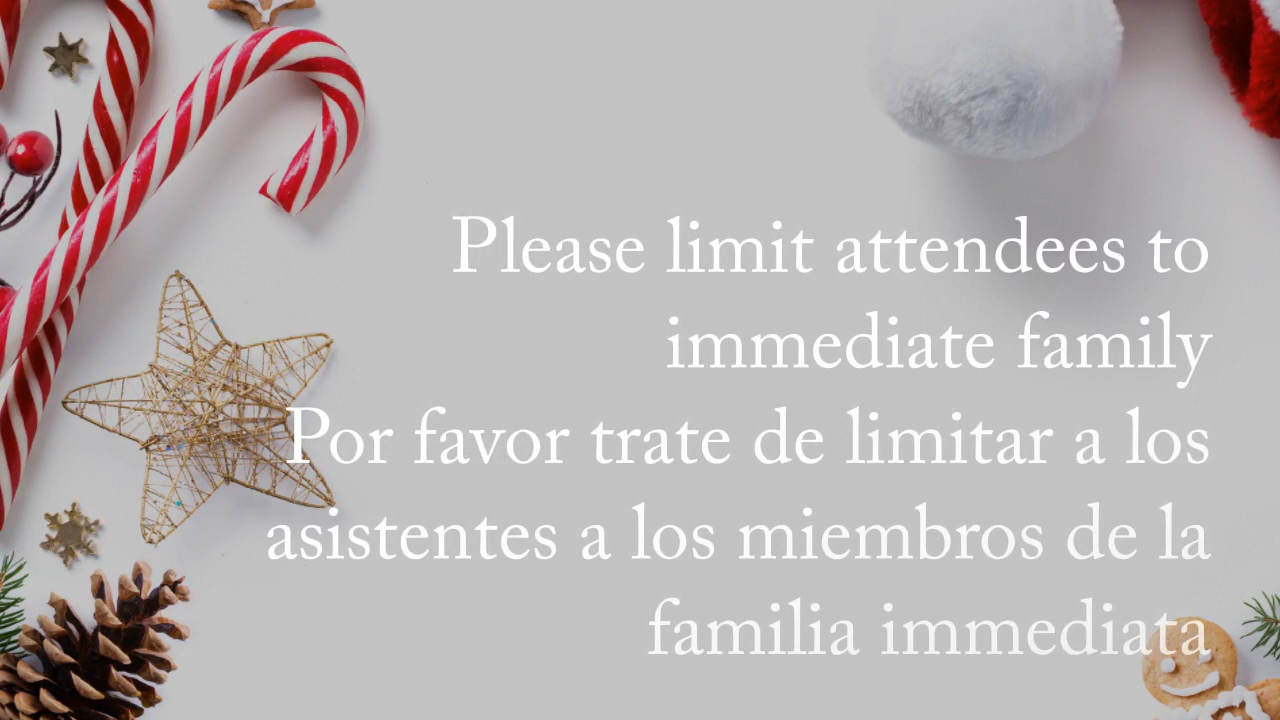 Please limit attendees to
immediate family
Por favor trate de limitar a los
asistentes a los miembros de la
familia immediata